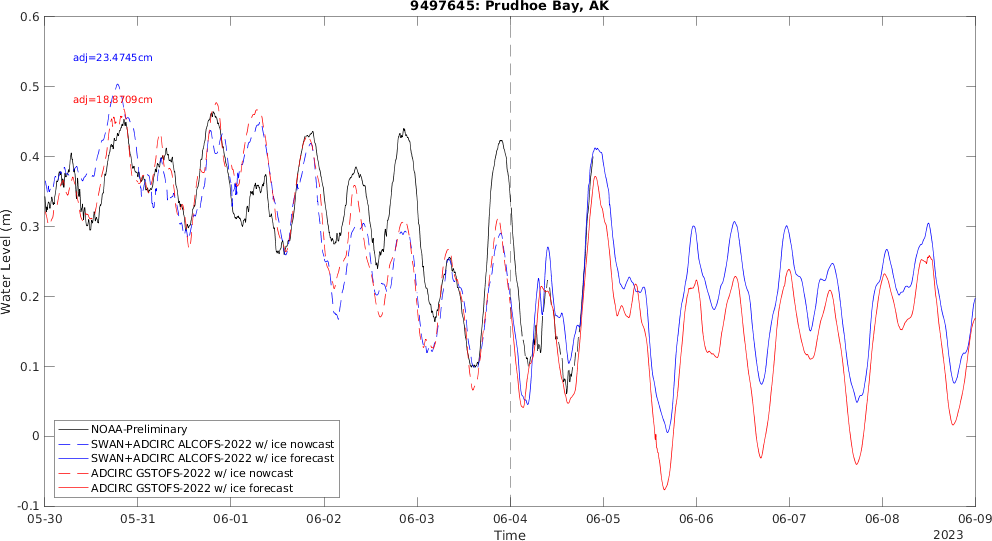 9497645: Prudhoe Bay, AK
0.6
0.5
0.4
0.3
0.2
0.1
0
-0.1
Water Level (m)
adj=23.4745cm
adj=18.8709cm
NOAA-Preliminary
SWAN+ADCIRC ALCOFS-2022 w/ ice nowcast
SWAN+ADCIRC ALCOFS-2022 w/ ice forecast
ADCIRC GSTOFS-2022 w/ ice nowcast
ADCIRC GSTOFS-2022 w/ ice forecast
05-30 05-31 06-01 06-02 06-03 06-04 06-05 06-06 06-07 06-08 06-09
Time
2023